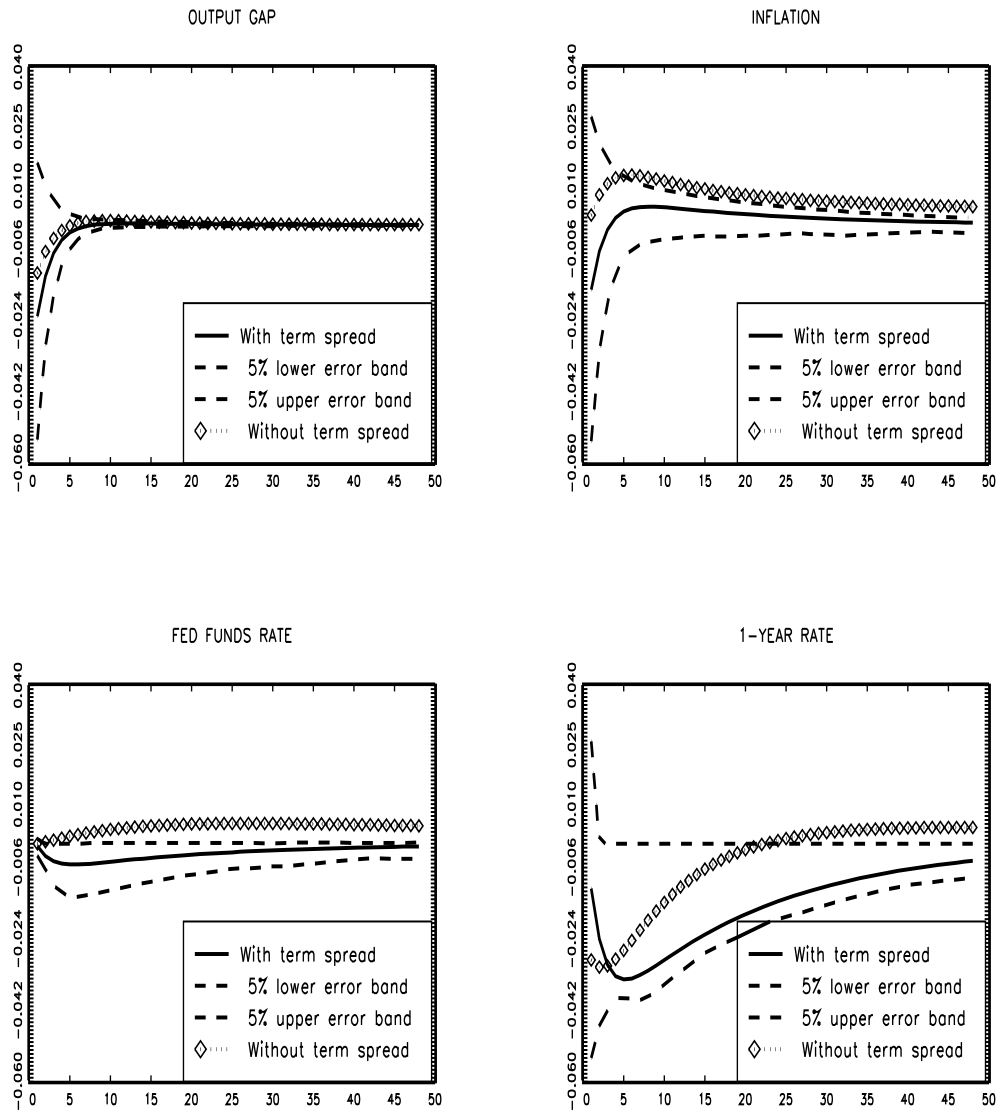 OUTPUT GAP
0.040
0.025
0.010
-0.006
-0.024
-0.042
-0.060
With term spread
5% lower error band
5% upper error band
Without term spread
0 5 10 15 20 25 30 35 40 45 50
INFLATION
0.040
0.025
0.010
-0.006
-0.024
-0.042
-0.060
With term spread
5% lower error band
5% upper error band
Without term spread
0 5 10 15 20 25 30 35 40 45 50
FED FUNDS RATE
0.040
0.025
0.010
-0.006
-0.024
-0.042
-0.060
With term spread
5% lower error band
5% upper error band
Without term spread
0 5 10 15 20 25 30 35 40 45 50
1-YEAR RATE
0.040
0.025
0.010
-0.006
-0.024
-0.042
-0.060
With term spread
5% lower error band
5% upper error band
Without term spread
0 5 10 15 20 25 30 35 40 45 50